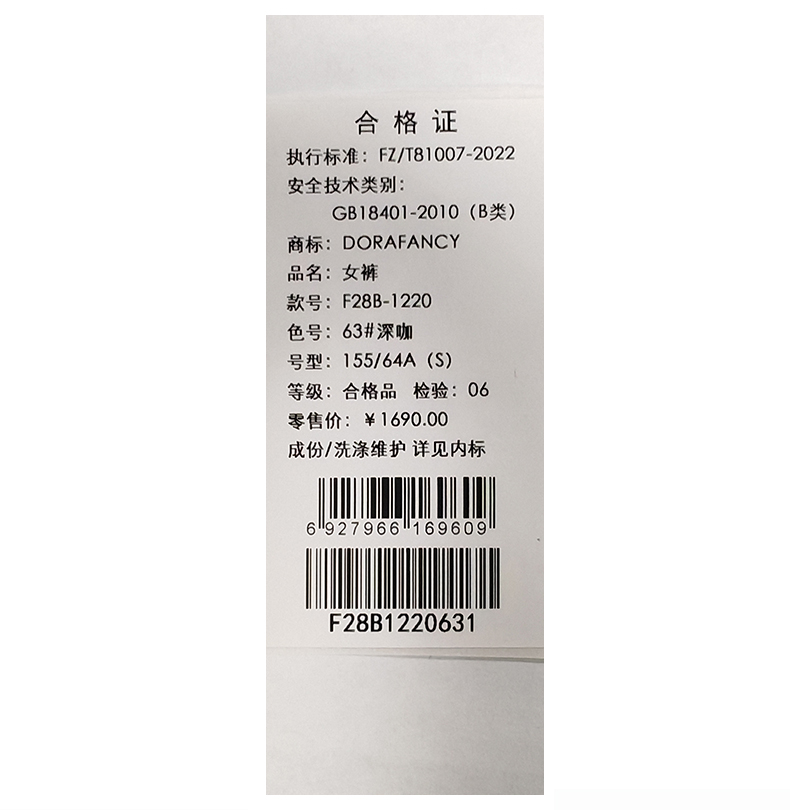 合格证
执行标准：FZ/T81007-2022
安全技术类别：
GB18401-2010（B类）
商标：DORAFANCY
品名：女裤
款号：F28B-1220
色号：63#深咖
号型：155/64A（S）
等级：合格品 检验：06
零售价：￥1690.00
成份/洗涤维护 详见内标
6 927966 169609
F28B1220631